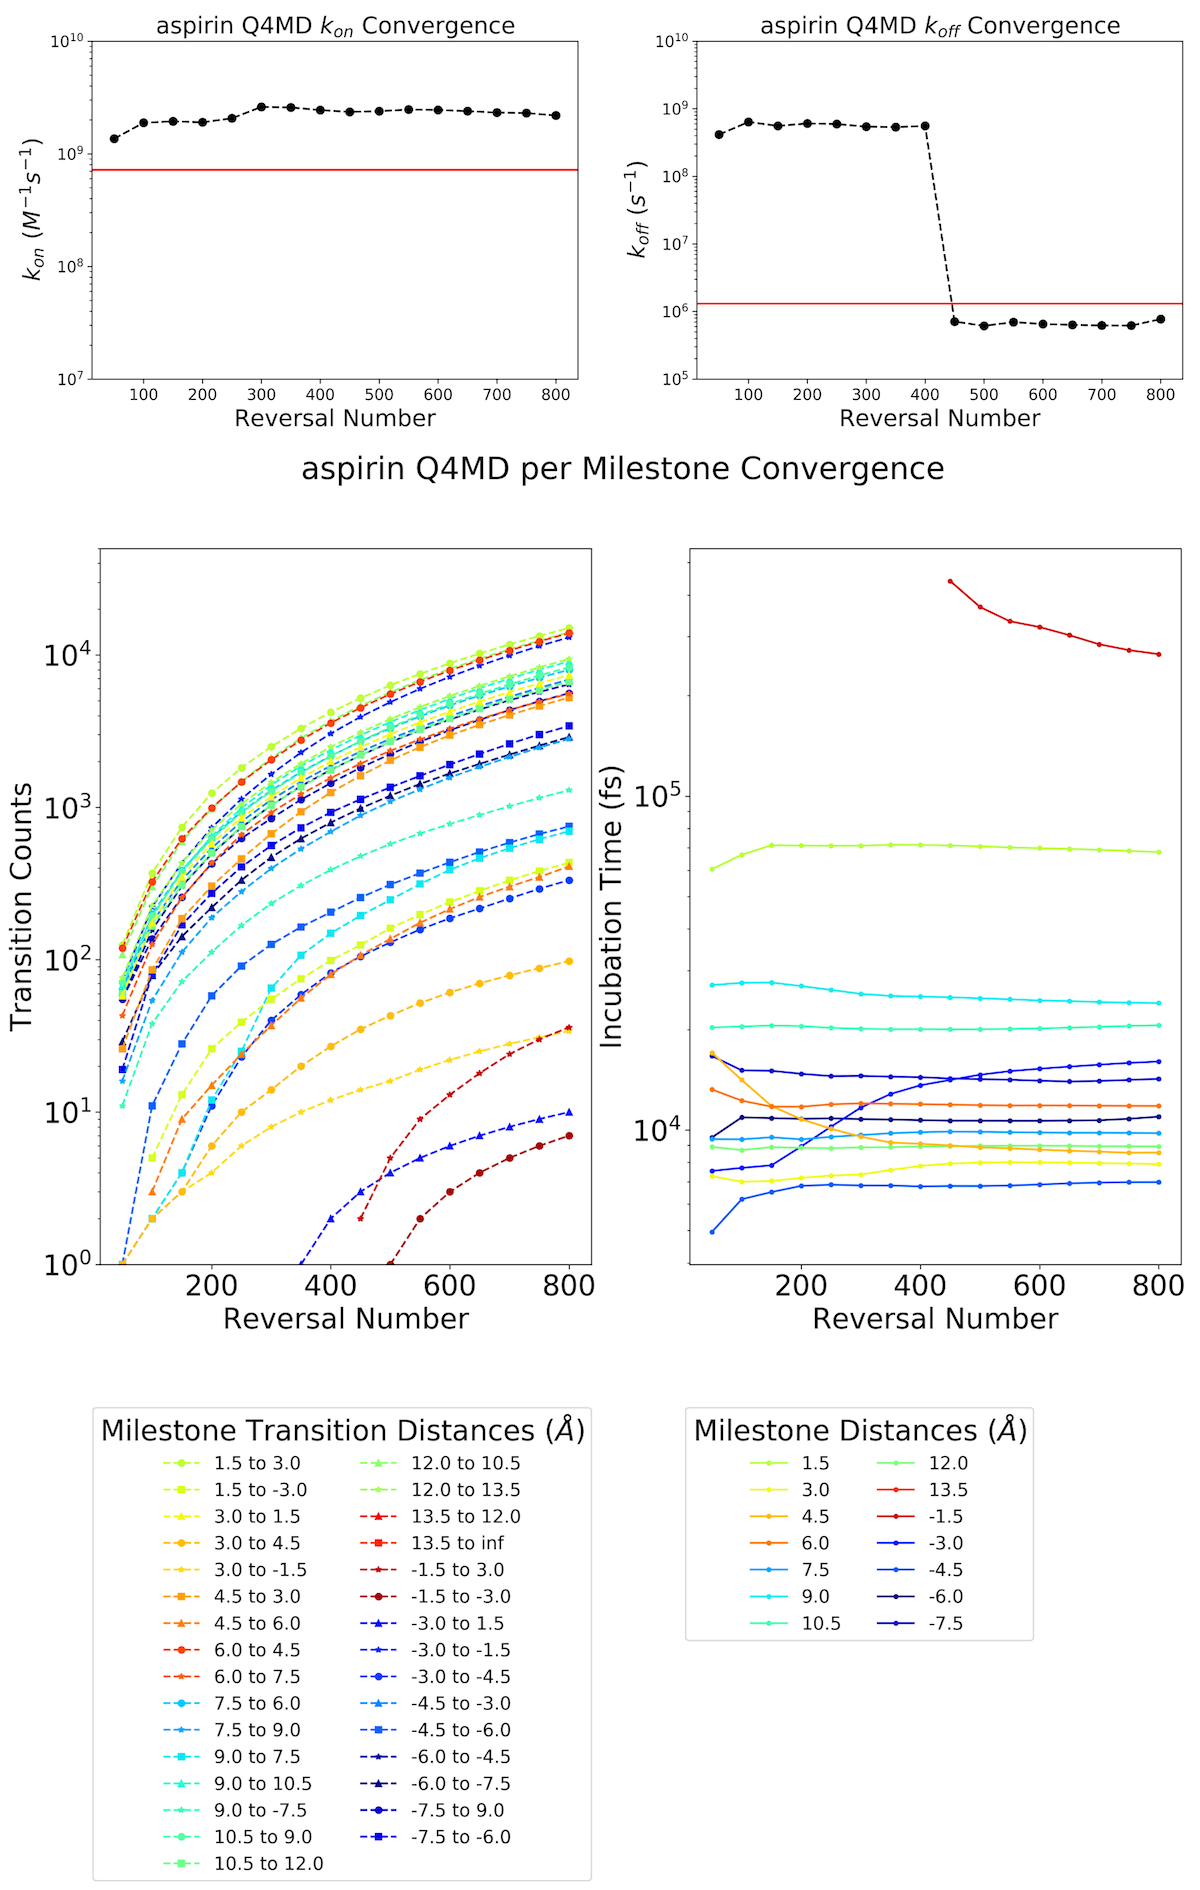 aspirin Q4MD k_on Convergence
10^10
10^9
10^8
10^7
k_on (M^−1 s^−1)
100 200 300 400 500 600 700 800
Reversal Number
aspirin Q4MD k_off Convergence
10^10
10^9
10^8
10^7
10^6
10^5
k_off (s^−1)
100 200 300 400 500 600 700 800
Reversal Number
aspirin Q4MD per Milestone Convergence
10^4
10^3
10^2
10^1
10^0
Transition Counts
200 400 600 800
Reversal Number
10^5
10^4
Incubation Time (fs)
200 400 600 800
Reversal Number
Milestone Transition Distances (Å)
1.5 to 3.0
1.5 to -3.0
3.0 to 1.5
3.0 to 4.5
3.0 to -1.5
4.5 to 3.0
4.5 to 6.0
6.0 to 4.5
6.0 to 7.5
7.5 to 6.0
7.5 to 9.0
9.0 to 7.5
9.0 to 10.5
9.0 to -7.5
10.5 to 9.0
10.5 to 12.0
12.0 to 10.5
12.0 to 13.5
13.5 to 12.0
13.5 to inf
-1.5 to 3.0
-1.5 to -3.0
-3.0 to 1.5
-3.0 to -1.5
-3.0 to -4.5
-4.5 to -3.0
-4.5 to -6.0
-6.0 to -4.5
-6.0 to -7.5
-7.5 to 9.0
-7.5 to -6.0
Milestone Distances (Å)
1.5
3.0
4.5
6.0
7.5
9.0
10.5
12.0
13.5
-1.5
-3.0
-4.5
-6.0
-7.5